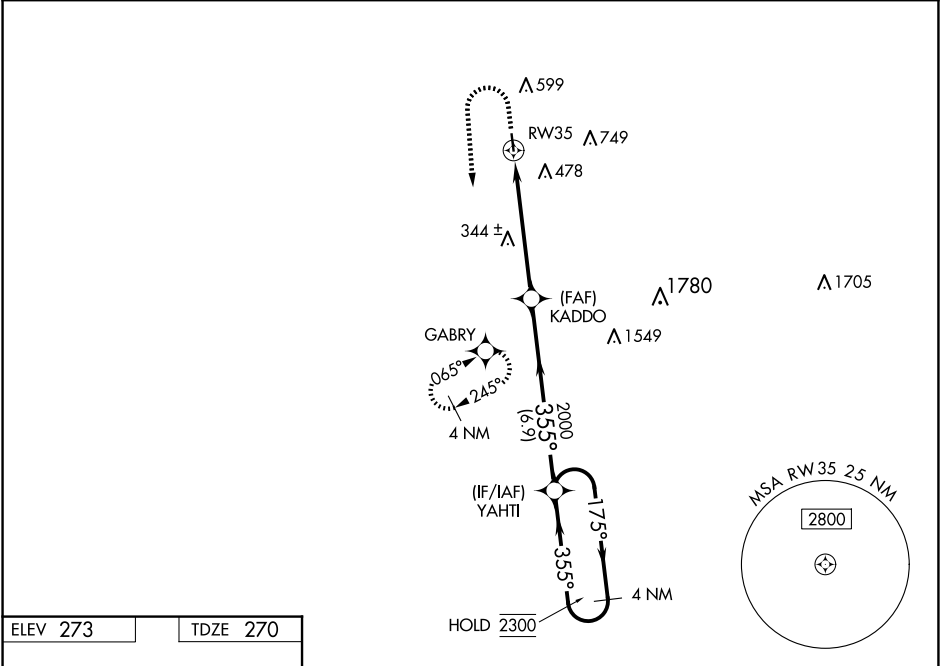 599
RW35
749
478
344 ±
(FAF)
KADDO
1780
1705
1549
GABRY
065°
245°
4 NM
2000
355°
(6.9)
(IF/IAF)
YAHTI
175°
355°
4 NM
HOLD 2300
MSA RW35 25 NM
2800
ELEV 273
TDZE 270